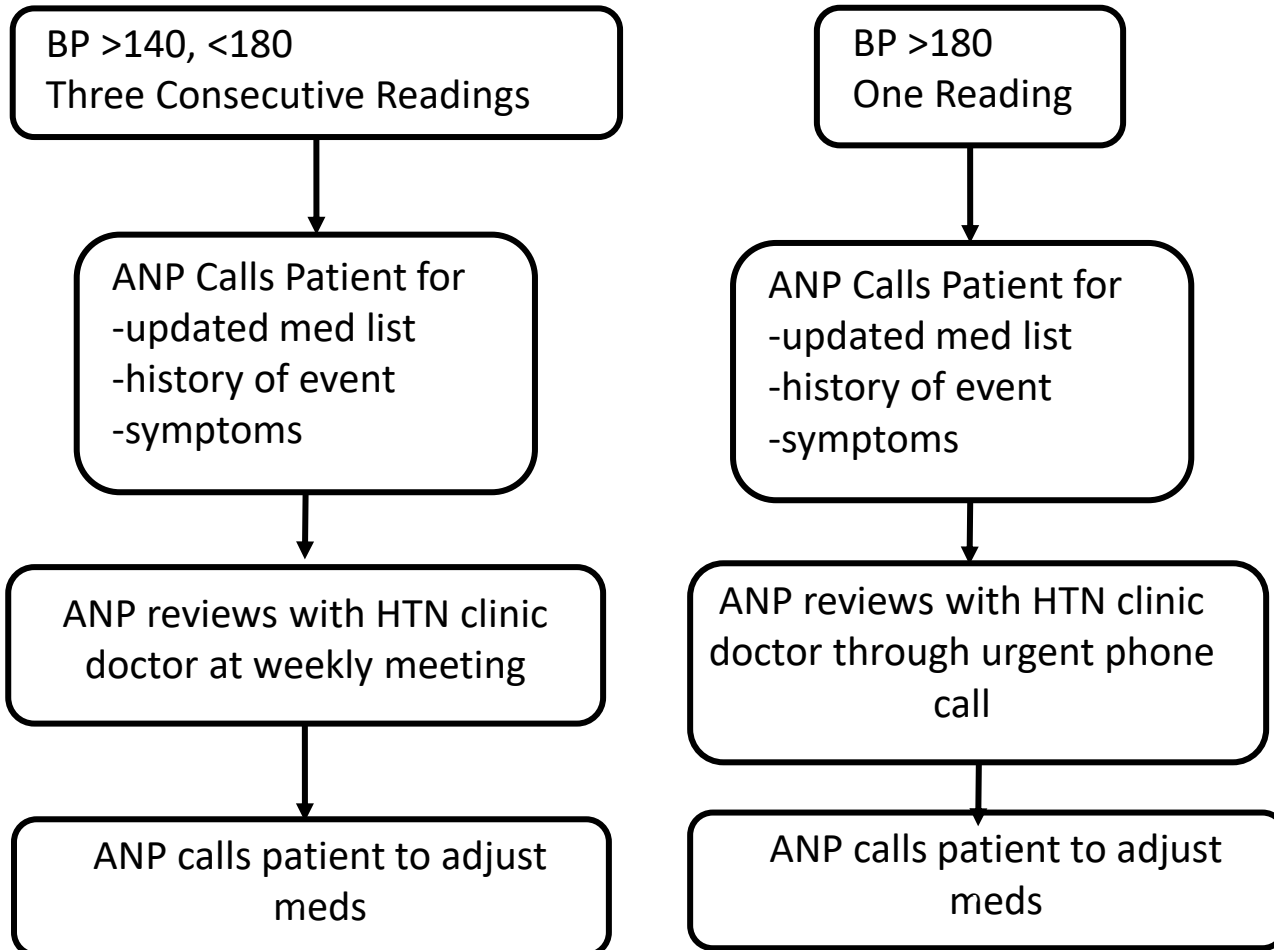 BP >140, <180
Three Consecutive Readings
ANP Calls Patient for
-updated med list
-history of event
-symptoms
ANP reviews with HTN clinic
doctor at weekly meeting
ANP calls patient to adjust
meds
BP >180
One Reading
ANP Calls Patient for
-updated med list
-history of event
-symptoms
ANP reviews with HTN clinic
doctor through urgent phone
call
ANP calls patient to adjust
meds